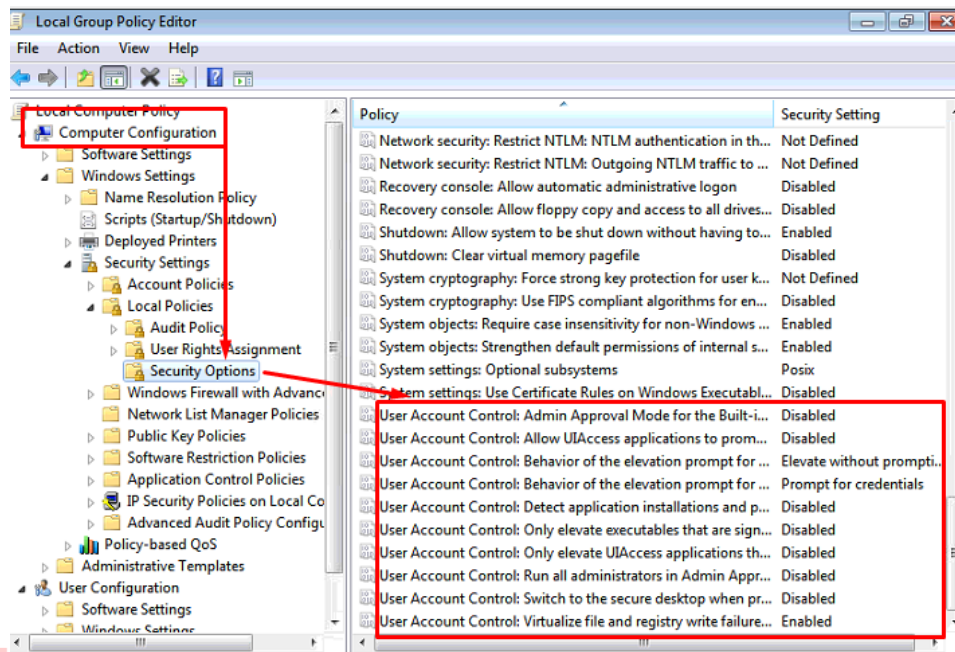 Local Group Policy Editor
File Action View Help
Local Computer Policy
Computer Configuration
Software Settings
Windows Settings
Name Resolution Policy
Scripts (Startup/Shutdown)
Deployed Printers
Security Settings
Account Policies
Local Policies
Audit Policy
User Rights Assignment
Security Options
Windows Firewall with Advanc
Network List Manager Policies
Public Key Policies
Software Restriction Policies
Application Control Policies
IP Security Policies on Local Co
Advanced Audit Policy Configu
Policy-based QoS
Administrative Templates
User Configuration
Software Settings
Windows Settings
Policy Security Setting
Network security: Restrict NTLM: NTLM authentication in th... Not Defined
Network security: Restrict NTLM: Outgoing NTLM traffic to ... Not Defined
Recovery console: Allow automatic administrative logon Disabled
Recovery console: Allow floppy copy and access to all drives... Disabled
Shutdown: Allow system to be shut down without having to... Enabled
Shutdown: Clear virtual memory pagefile Disabled
System cryptography: Force strong key protection for user k... Not Defined
System cryptography: Use FIPS compliant algorithms for en... Disabled
System objects: Require case insensitivity for non-Windows ... Enabled
System objects: Strengthen default permissions of internal s... Enabled
System settings: Optional subsystems Posix
System settings: Use Certificate Rules on Windows Executabl... Disabled
User Account Control: Admin Approval Mode for the Built-i... Disabled
User Account Control: Allow UIAccess applications to prom... Disabled
User Account Control: Behavior of the elevation prompt for ... Elevate without prompti...
User Account Control: Behavior of the elevation prompt for ... Prompt for credentials
User Account Control: Detect application installations and p... Disabled
User Account Control: Only elevate executables that are sign... Disabled
User Account Control: Only elevate UIAccess applications th... Disabled
User Account Control: Run all administrators in Admin Appr... Disabled
User Account Control: Switch to the secure desktop when pr... Disabled
User Account Control: Virtualize file and registry write failure... Enabled